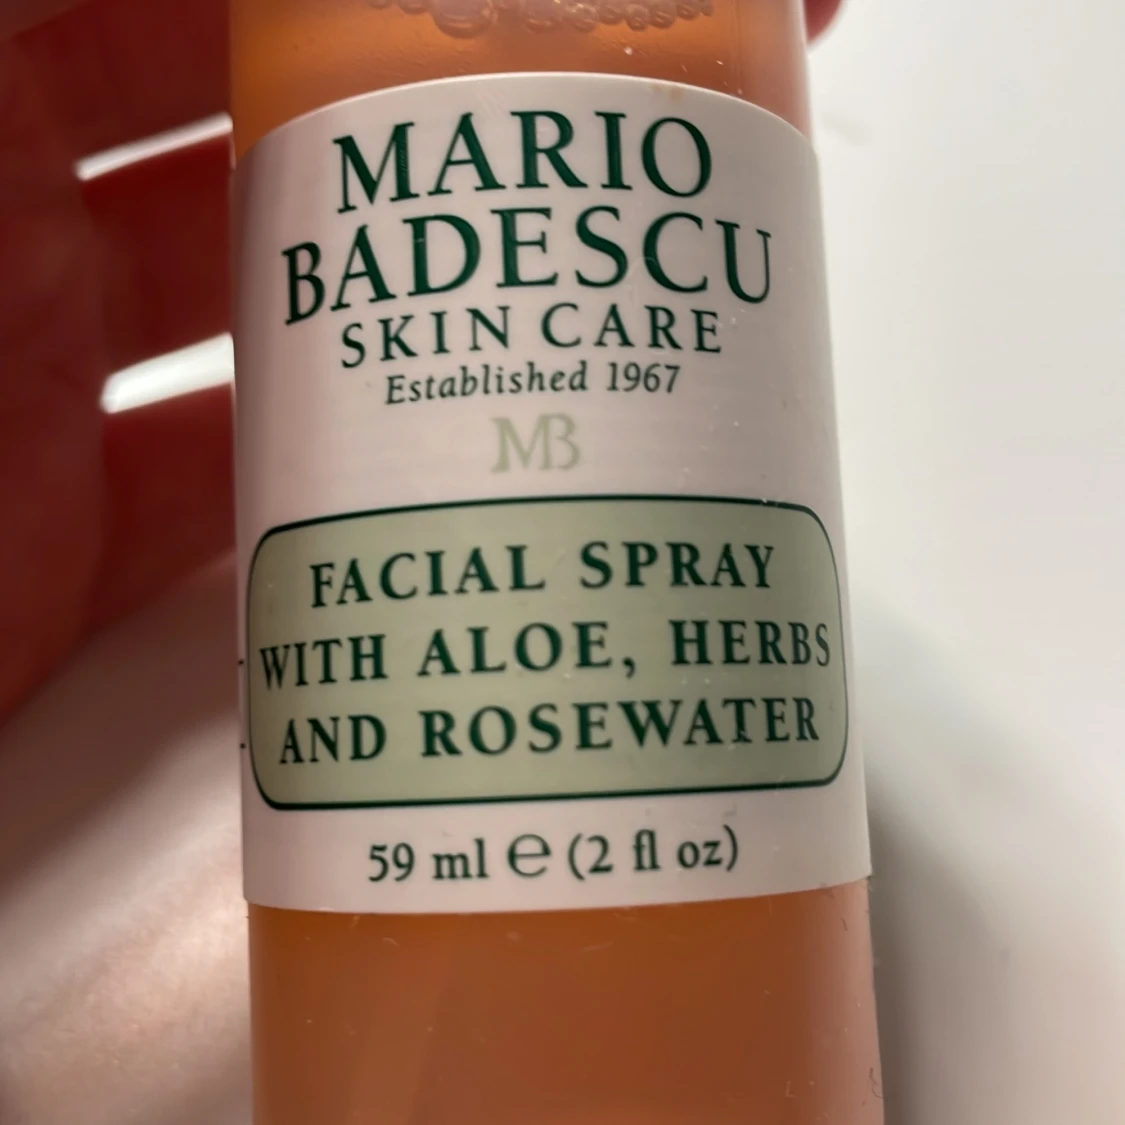 MARIO
BADESCU
SKIN CARE
Established 1967
MB
FACIAL SPRAY
WITH ALOE, HERBS
AND ROSEWATER
59 ml ℮ (2 fl oz)